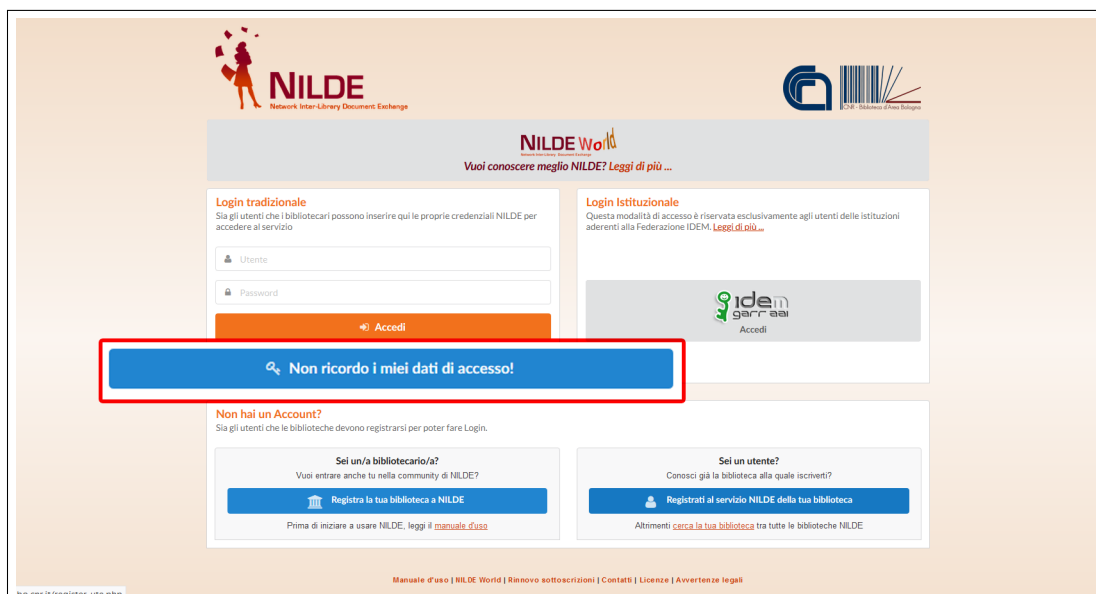 NILDE
Network Inter-Library Document Exchange
CNR - Biblioteca d'Area Bologna
NILDE World
Network Inter-Library Document Exchange
Vuoi conoscere meglio NILDE? Leggi di più ...
Login tradizionale
Sia gli utenti che i bibliotecari possono inserire qui le proprie credenziali NILDE per
accedere al servizio
Utente
Password
Accedi
Login Istituzionale
Questa modalità di accesso è riservata esclusivamente agli utenti delle istituzioni
aderenti alla Federazione IDEM. Leggi di più ...
idem
garr aai
Accedi
Non ricordo i miei dati di accesso!
Non hai un Account?
Sia gli utenti che le biblioteche devono registrarsi per poter fare Login.
Sei un/a bibliotecario/a?
Vuoi entrare anche tu nella community di NILDE?
Registra la tua biblioteca a NILDE
Prima di iniziare a usare NILDE, leggi il manuale d'uso
Sei un utente?
Conosci già la biblioteca alla quale iscriverti?
Registrati al servizio NILDE della tua biblioteca
Altrimenti cerca la tua biblioteca tra tutte le biblioteche NILDE
Manuale d'uso | NILDE World | Rinnovo sottoscrizioni | Contatti | Licenze | Avvertenze legali